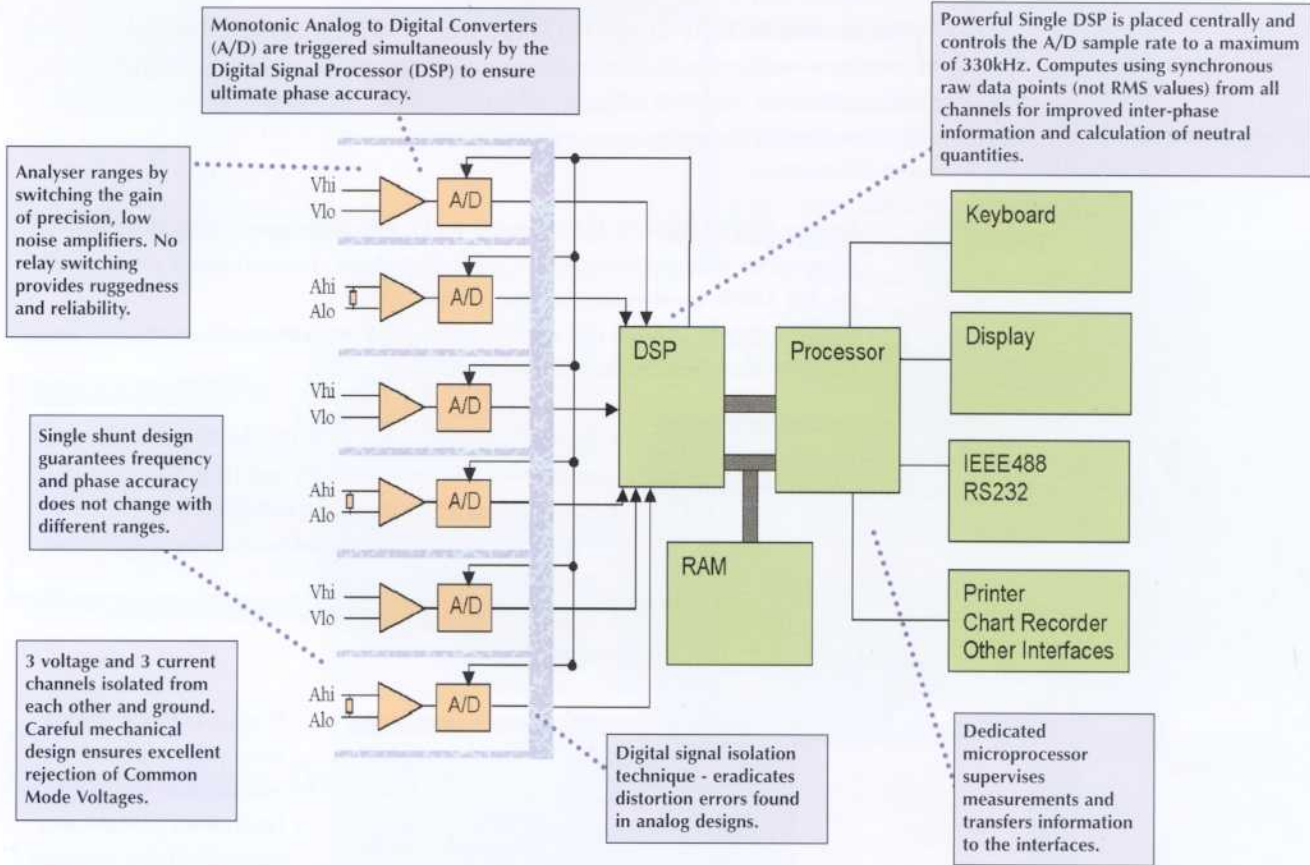 Monotonic Analog to Digital Converters
(A/D) are triggered simultaneously by the
Digital Signal Processor (DSP) to ensure
ultimate phase accuracy.
Powerful Single DSP is placed centrally and
controls the A/D sample rate to a maximum
of 330kHz. Computes using synchronous
raw data points (not RMS values) from all
channels for improved inter-phase
information and calculation of neutral
quantities.
Analyser ranges by
switching the gain
of precision, low
noise amplifiers. No
relay switching
provides ruggedness
and reliability.
Single shunt design
guarantees frequency
and phase accuracy
does not change with
different ranges.
3 voltage and 3 current
channels isolated from
each other and ground.
Careful mechanical
design ensures excellent
rejection of Common
Mode Voltages.
Vhi
Vlo
A/D
Ahi
Alo
A/D
Vhi
Vlo
A/D
Ahi
Alo
A/D
Vhi
Vlo
A/D
Ahi
Alo
A/D
DSP
Processor
RAM
Keyboard
Display
IEEE488
RS232
Printer
Chart Recorder
Other Interfaces
Digital signal isolation
technique - eradicates
distortion errors found
in analog designs.
Dedicated
microprocessor
supervises
measurements and
transfers information
to the interfaces.